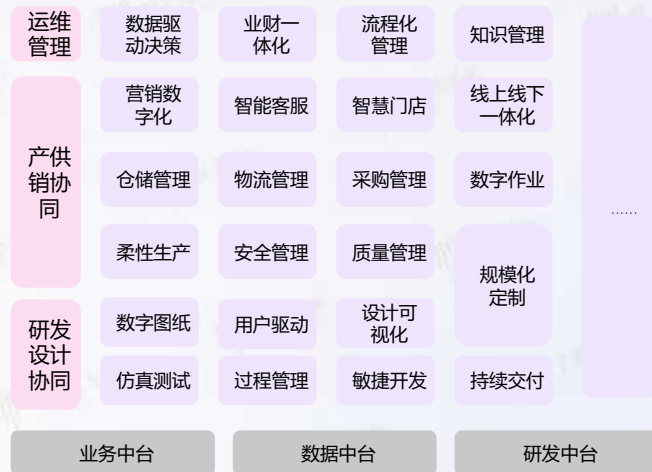 运维
管理
数据驱
动决策
业财一
体化
流程化
管理
知识管理
产供
销协
同
营销数
字化
智能客服
智慧门店
线上线下
一体化
仓储管理
物流管理
采购管理
数字作业
......
柔性生产
安全管理
质量管理
规模化
定制
研发
设计
协同
数字图纸
用户驱动
设计可
视化
仿真测试
过程管理
敏捷开发
持续交付
业务中台
数据中台
研发中台